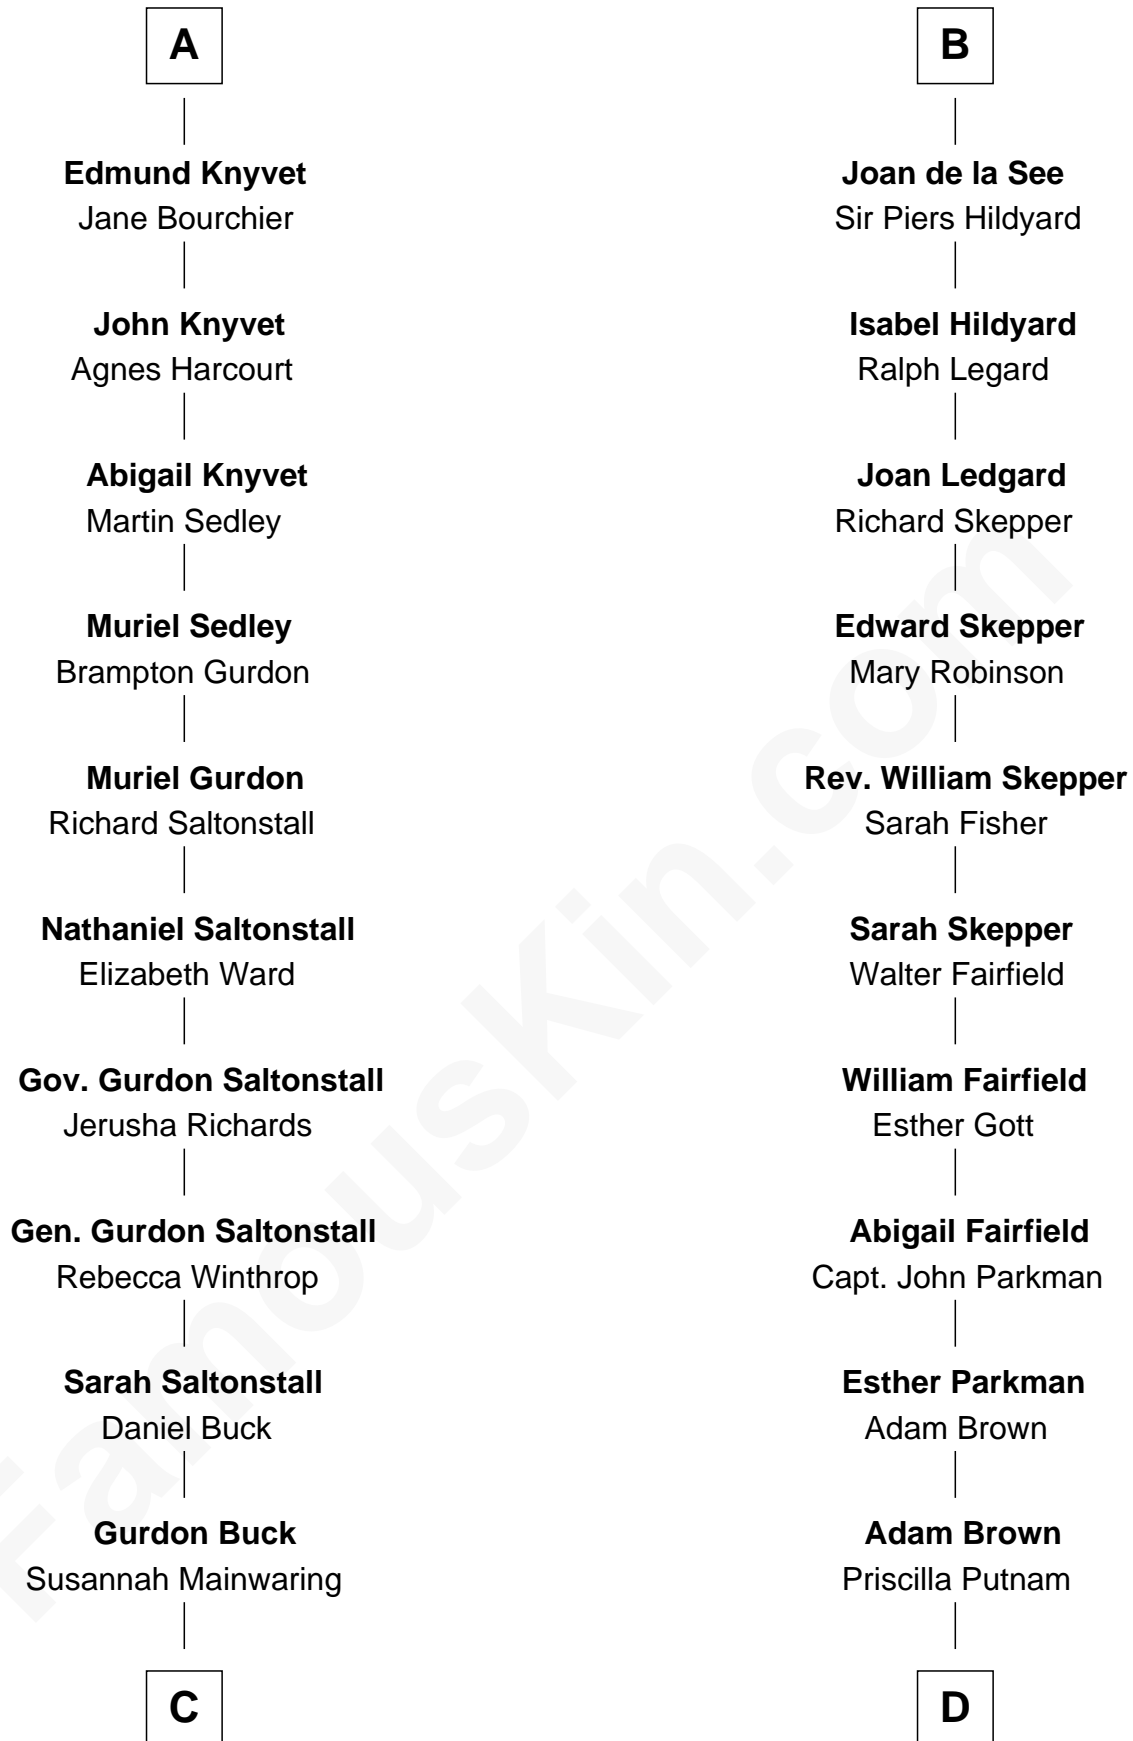 A
Edmund Knyvet
Jane Bourchier
John Knyvet
Agnes Harcourt
Abigail Knyvet
Martin Sedley
Muriel Sedley
Brampton Gurdon
Muriel Gurdon
Richard Saltonstall
Nathaniel Saltonstall
Elizabeth Ward
Gov. Gurdon Saltonstall
Jerusha Richards
Gen. Gurdon Saltonstall
Rebecca Winthrop
Sarah Saltonstall
Daniel Buck
Gurdon Buck
Susannah Mainwaring
C
B
Joan de la See
Sir Piers Hildyard
Isabel Hildyard
Ralph Legard
Joan Ledgard
Richard Skepper
Edward Skepper
Mary Robinson
Rev. William Skepper
Sarah Fisher
Sarah Skepper
Walter Fairfield
William Fairfield
Esther Gott
Abigail Fairfield
Capt. John Parkman
Esther Parkman
Adam Brown
Adam Brown
Priscilla Putnam
D
FamousKin.com